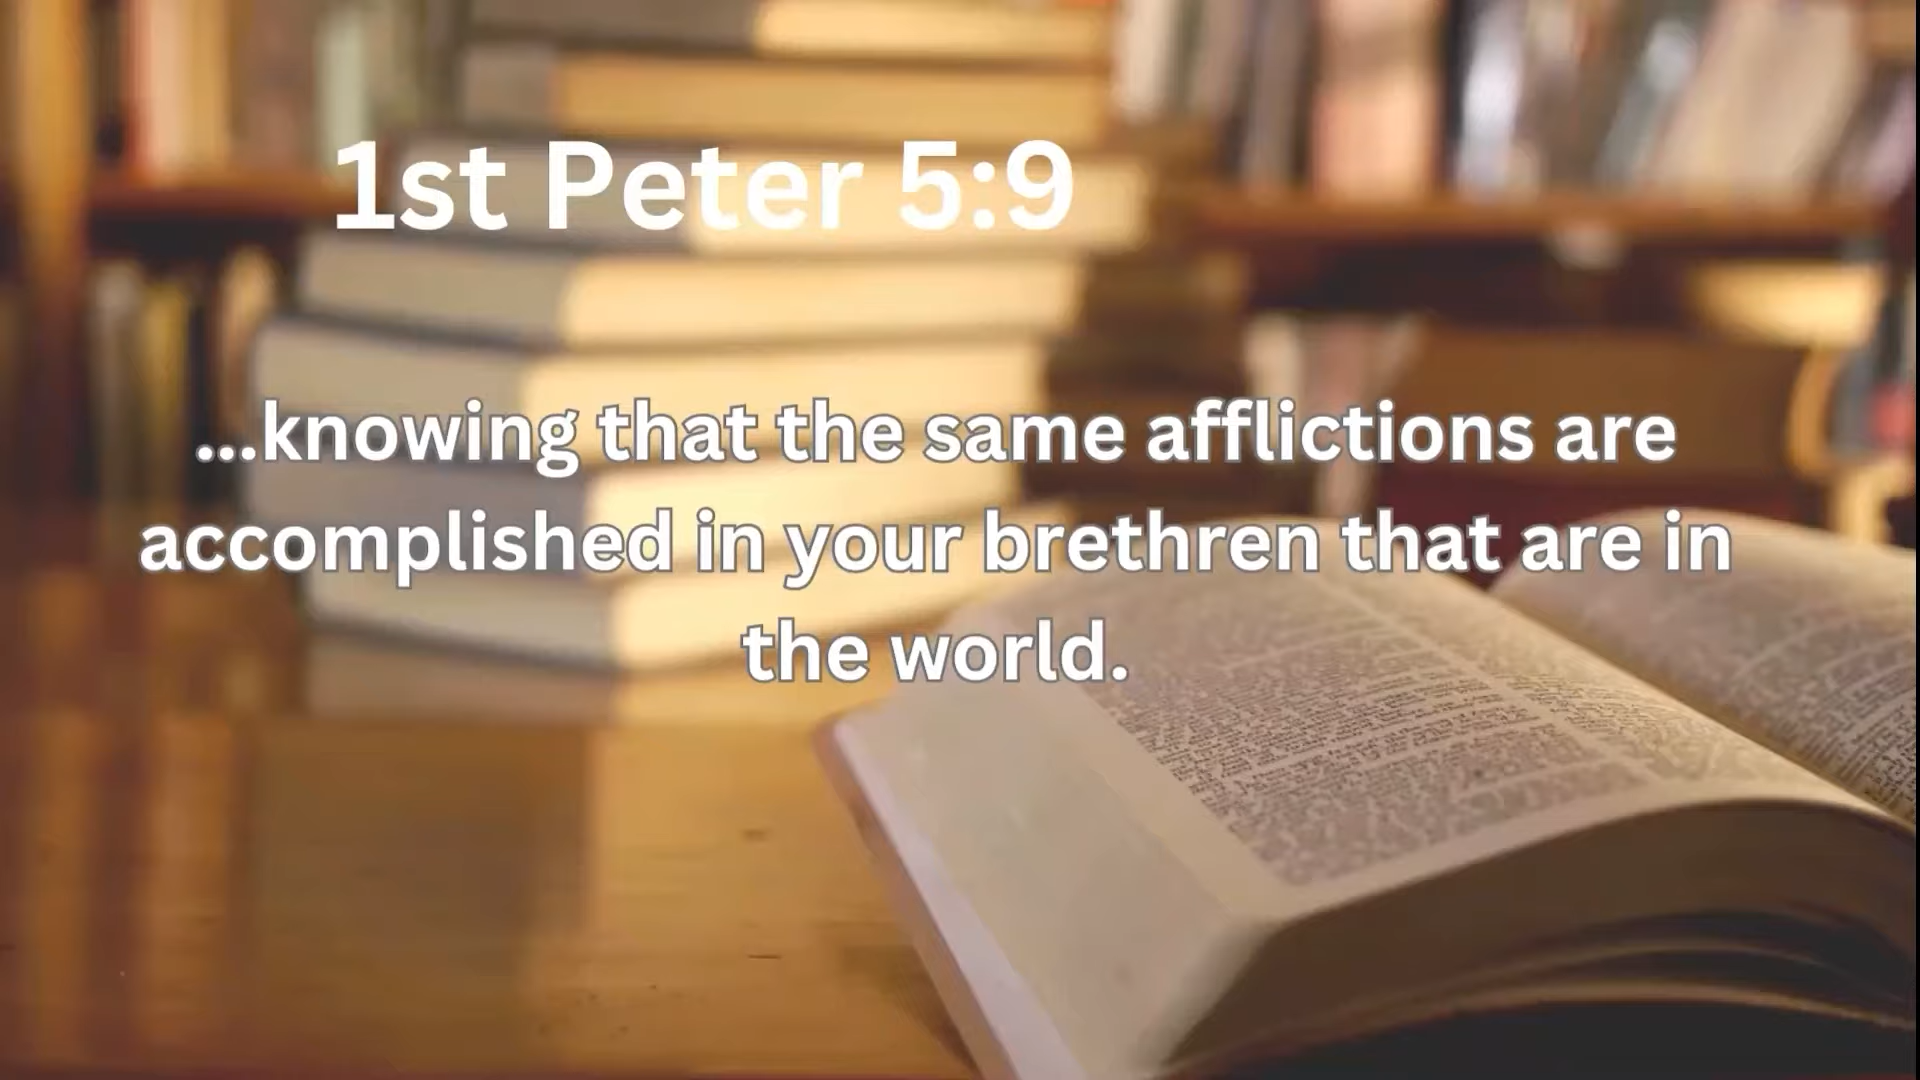 1st Peter 5:9
...knowing that the same afflictions are
accomplished in your brethren that are in
the world.